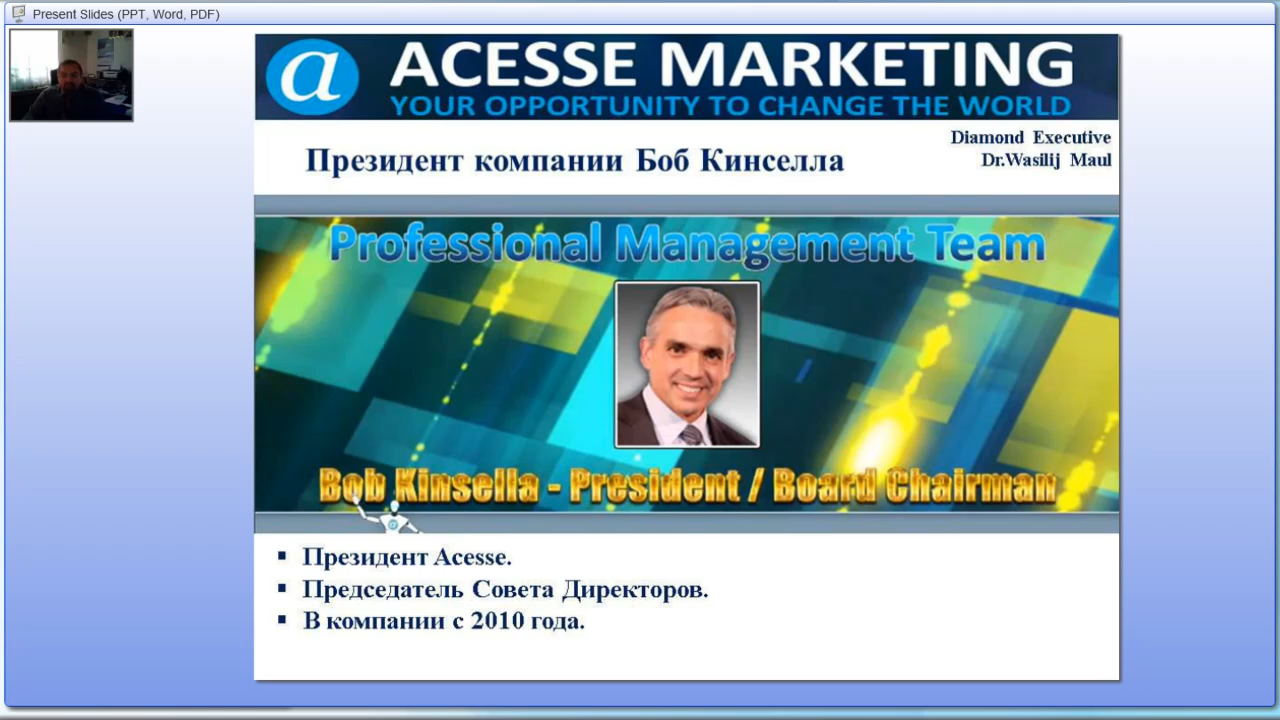 Present Slides (PPT, Word, PDF)
a ACESSE MARKETING
YOUR OPPORTUNITY TO CHANGE THE WORLD
Diamond Executive
Dr.Wasilij Maul
Президент компании Боб Кинселла
Professional Management Team
Bob Kinsella - President / Board Chairman
▪ Президент Acesse.
▪ Председатель Совета Директоров.
▪ В компании с 2010 года.